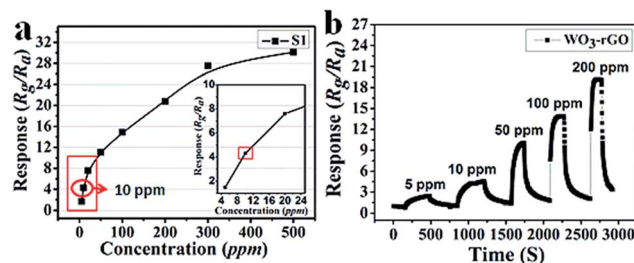 a
Response (Rg/Ra)
32
28
24
20
16
12
8
4
0
S1
10 ppm
Response (Rg/Ra)
10
8
6
4
2
4 8 12 16 20 24
Concentration (ppm)
0 100 200 300 400 500
Concentration (ppm)
b
Response (Rg/Ra)
27
24
21
18
15
12
9
6
3
0
WO3-rGO
5 ppm
10 ppm
50 ppm
100 ppm
200 ppm
0 500 1000 1500 2000 2500 3000
Time (S)